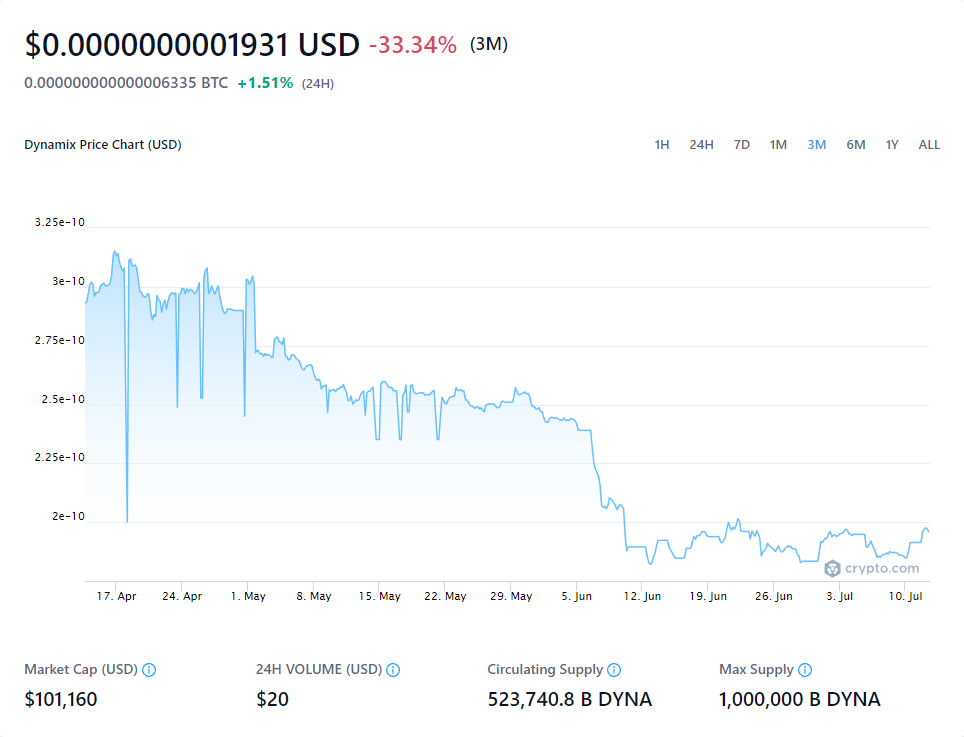 $0.0000000001931 USD -33.34% (3M)
0.000000000000006335 BTC +1.51% (24H)
Dynamix Price Chart (USD) 1H 24H 7D 1M 3M 6M 1Y ALL
3.25e-10
3e-10
2.75e-10
2.5e-10
2.25e-10
2e-10
crypto.com
17. Apr 24. Apr 1. May 8. May 15. May 22. May 29. May 5. Jun 12. Jun 19. Jun 26. Jun 3. Jul 10. Jul
Market Cap (USD) 24H VOLUME (USD) Circulating Supply Max Supply
$101,160 $20 523,740.8 B DYNA 1,000,000 B DYNA